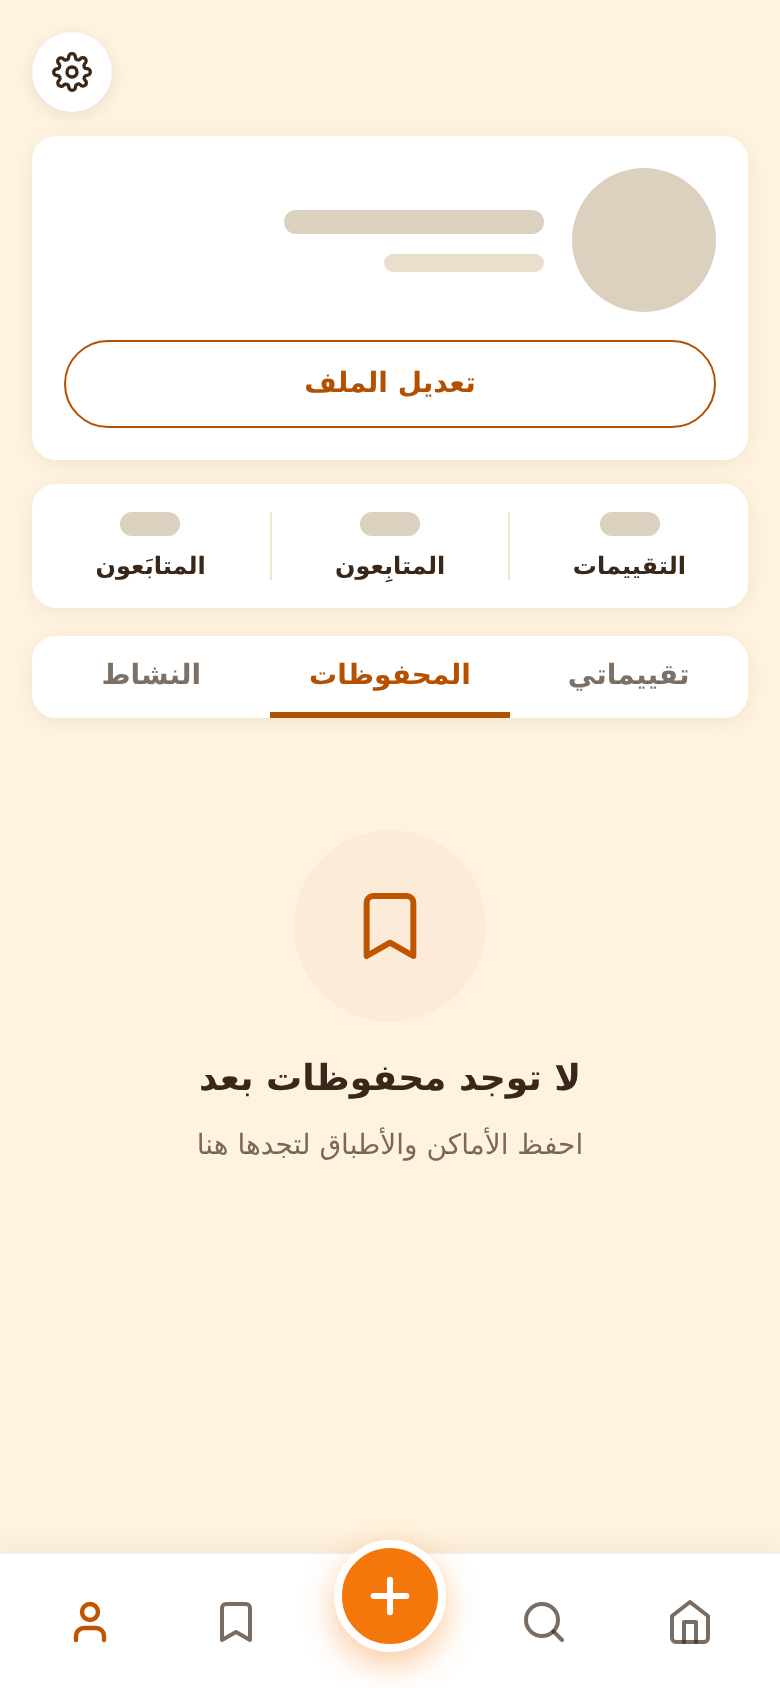 تعديل الملف
التقييمات
المتابِعون
المتابَعون
تقييماتي
المحفوظات
النشاط
لا توجد محفوظات بعد
احفظ الأماكن والأطباق لتجدها هنا